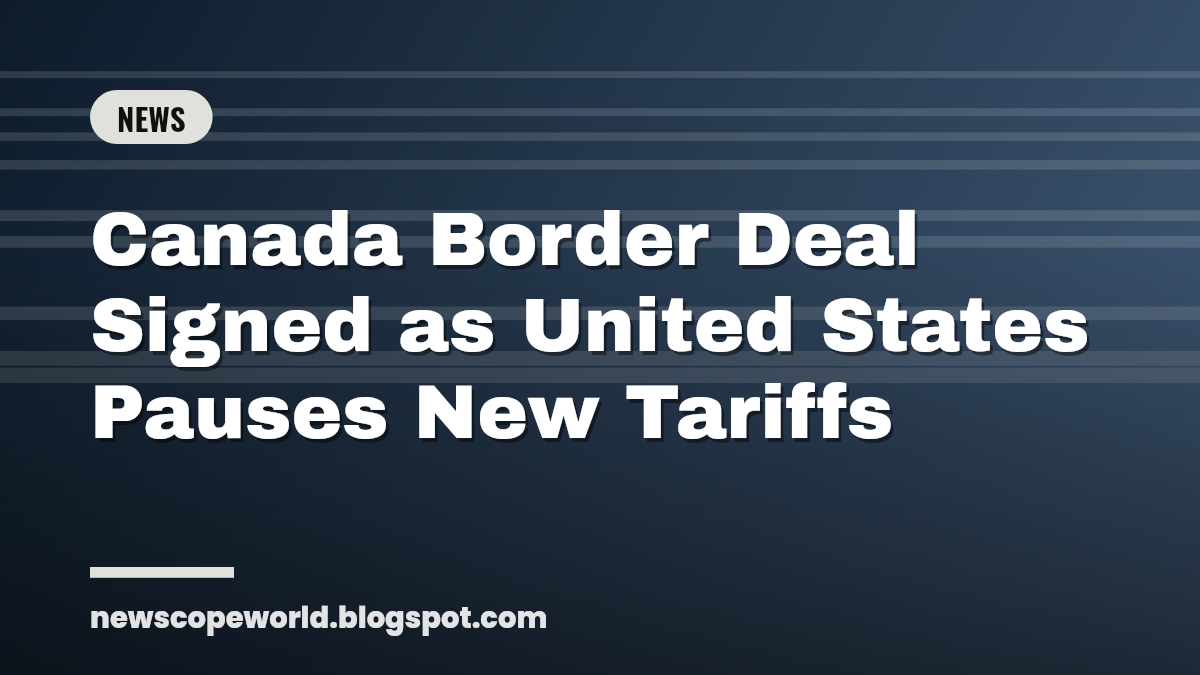 NEWS
Canada Border Deal
Signed as United States
Pauses New Tariffs
newscopeworld.blogspot.com